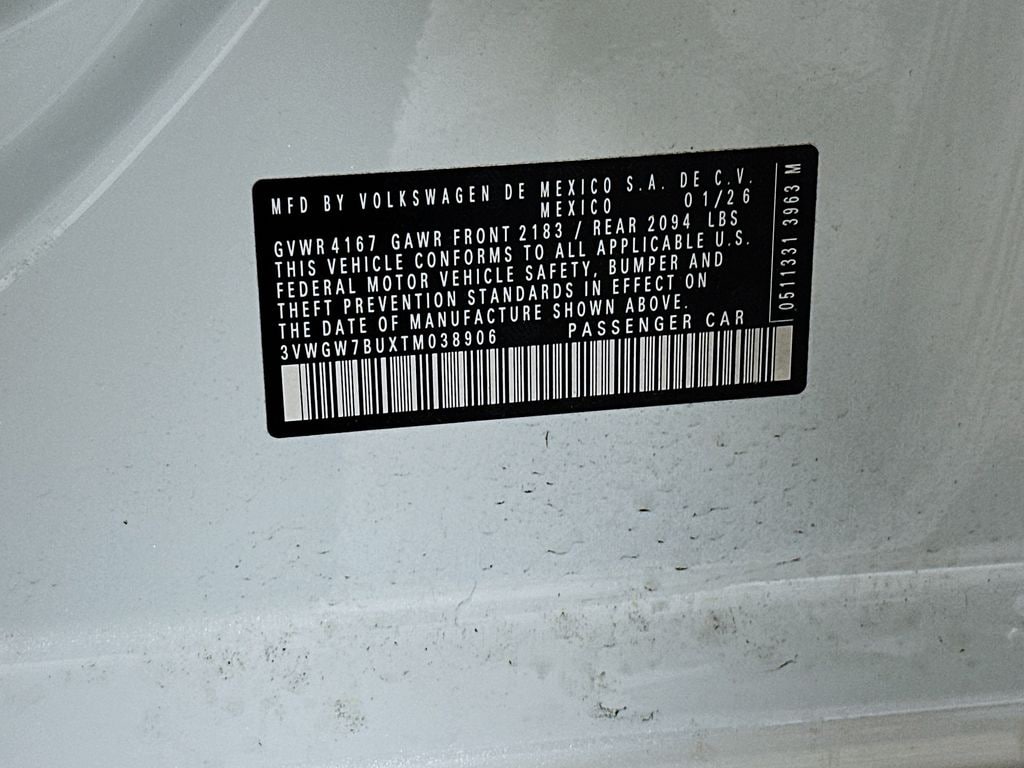 MFD BY VOLKSWAGEN DE MEXICO S.A. DE C.V.
MEXICO 01/26
GVWR 4167 GAWR FRONT 2183 / REAR 2094 LBS
THIS VEHICLE CONFORMS TO ALL APPLICABLE U.S.
FEDERAL MOTOR VEHICLE SAFETY, BUMPER AND
THEFT PREVENTION STANDARDS IN EFFECT ON
THE DATE OF MANUFACTURE SHOWN ABOVE.
3VWGW7BUXTM038906 PASSENGER CAR
0511331 3963 M